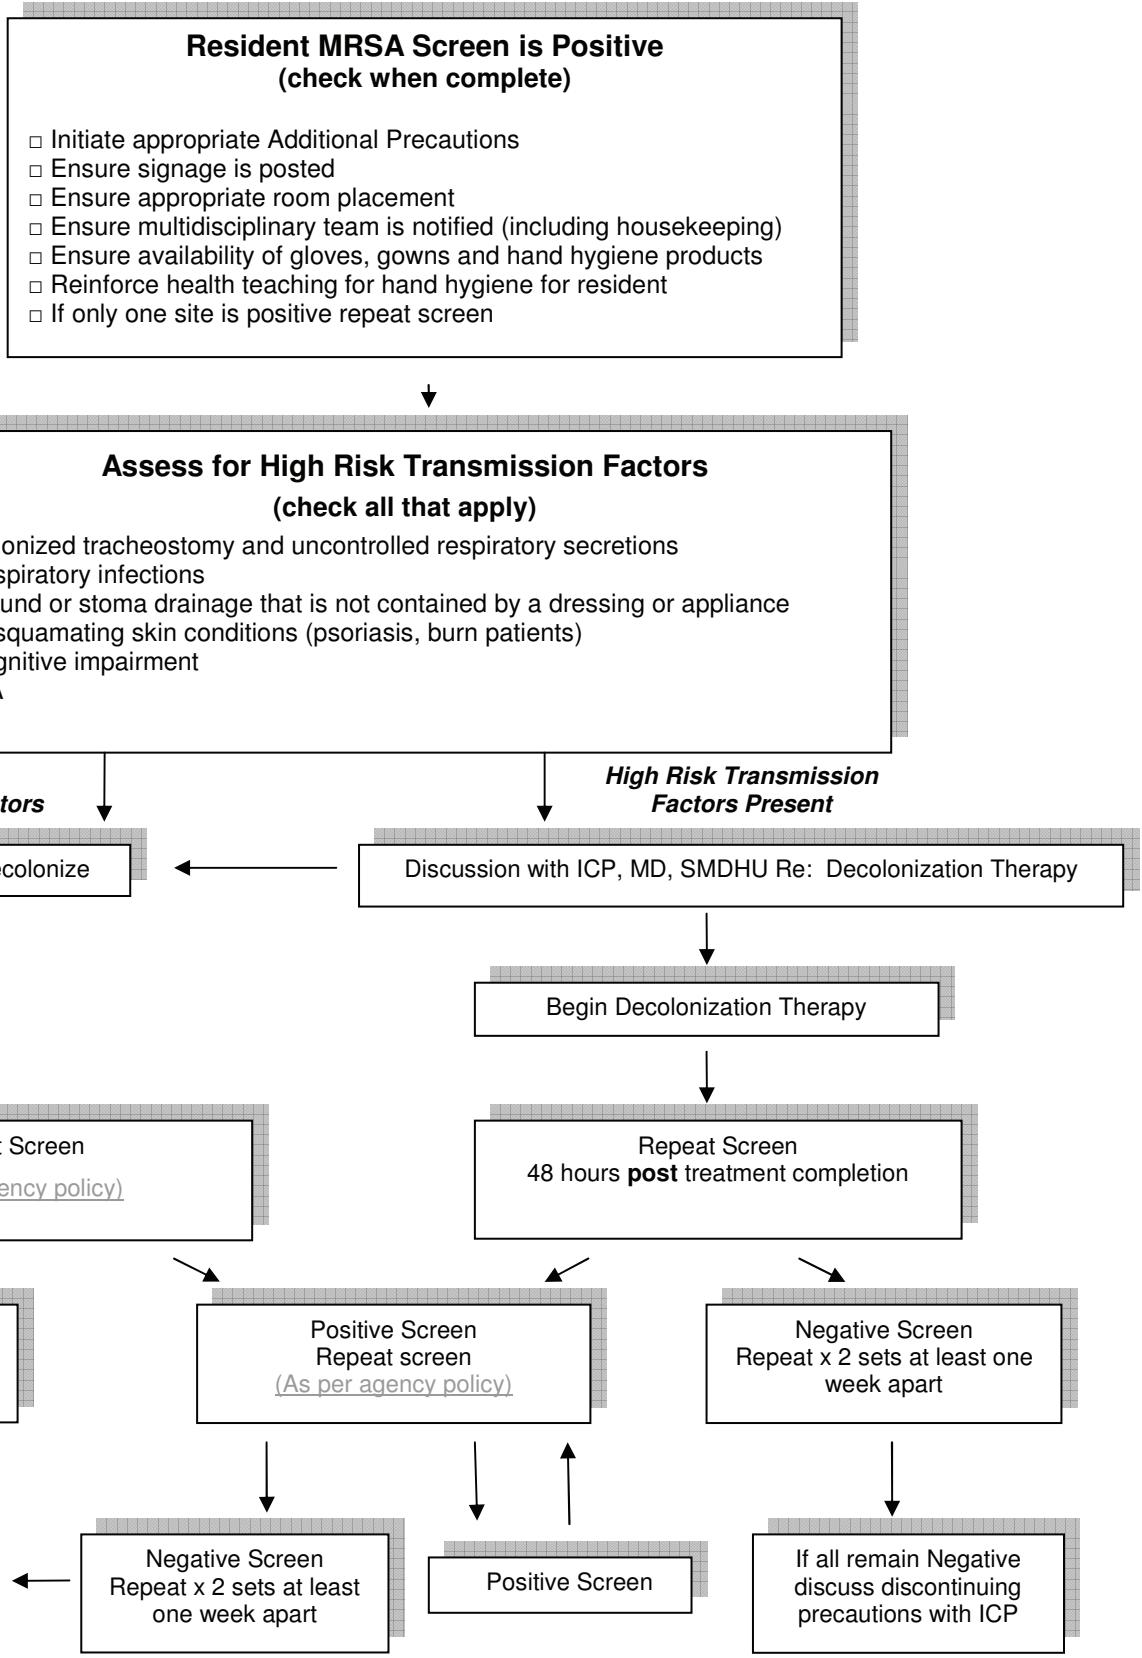 Resident MRSA Screen is Positive
(check when complete)
□ Initiate appropriate Additional Precautions
□ Ensure signage is posted
□ Ensure appropriate room placement
□ Ensure multidisciplinary team is notified (including housekeeping)
□ Ensure availability of gloves, gowns and hand hygiene products
□ Reinforce health teaching for hand hygiene for resident
□ If only one site is positive repeat screen
Assess for High Risk Transmission Factors
(check all that apply)
onized tracheostomy and uncontrolled respiratory secretions
spiratory infections
und or stoma drainage that is not contained by a dressing or appliance
squamating skin conditions (psoriasis, burn patients)
gnitive impairment
High Risk Transmission
Factors Present
tors
ecolonize
Discussion with ICP, MD, SMDHU Re: Decolonization Therapy
Begin Decolonization Therapy
t Screen
ency policy)
Repeat Screen
48 hours post treatment completion
Positive Screen
Repeat screen
(As per agency policy)
Negative Screen
Repeat x 2 sets at least one
week apart
Negative Screen
Repeat x 2 sets at least
one week apart
Positive Screen
If all remain Negative
discuss discontinuing
precautions with ICP